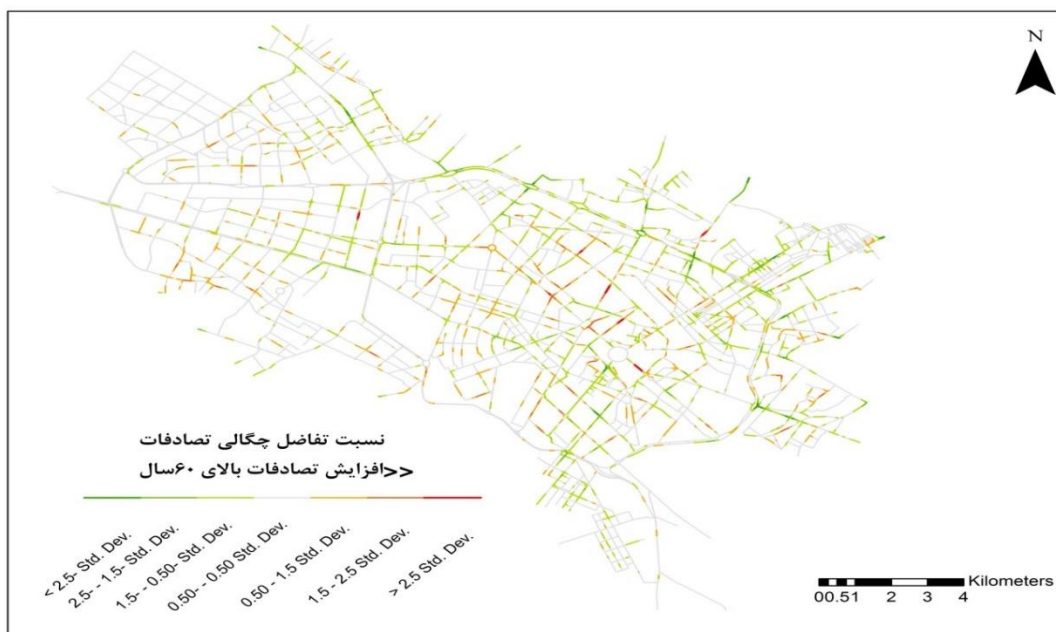 N
نسبت تفاضل چگالی تصادفات
<<افزایش تصادفات بالای ۶۰سال
< 2.5- Std. Dev.
2.5- - 1.5- Std. Dev.
1.5- - 0.50- Std. Dev.
0.50- - 0.50 Std. Dev.
0.50 - 1.5 Std. Dev.
1.5 - 2.5 Std. Dev.
> 2.5 Std. Dev.
Kilometers
00.51 2 3 4